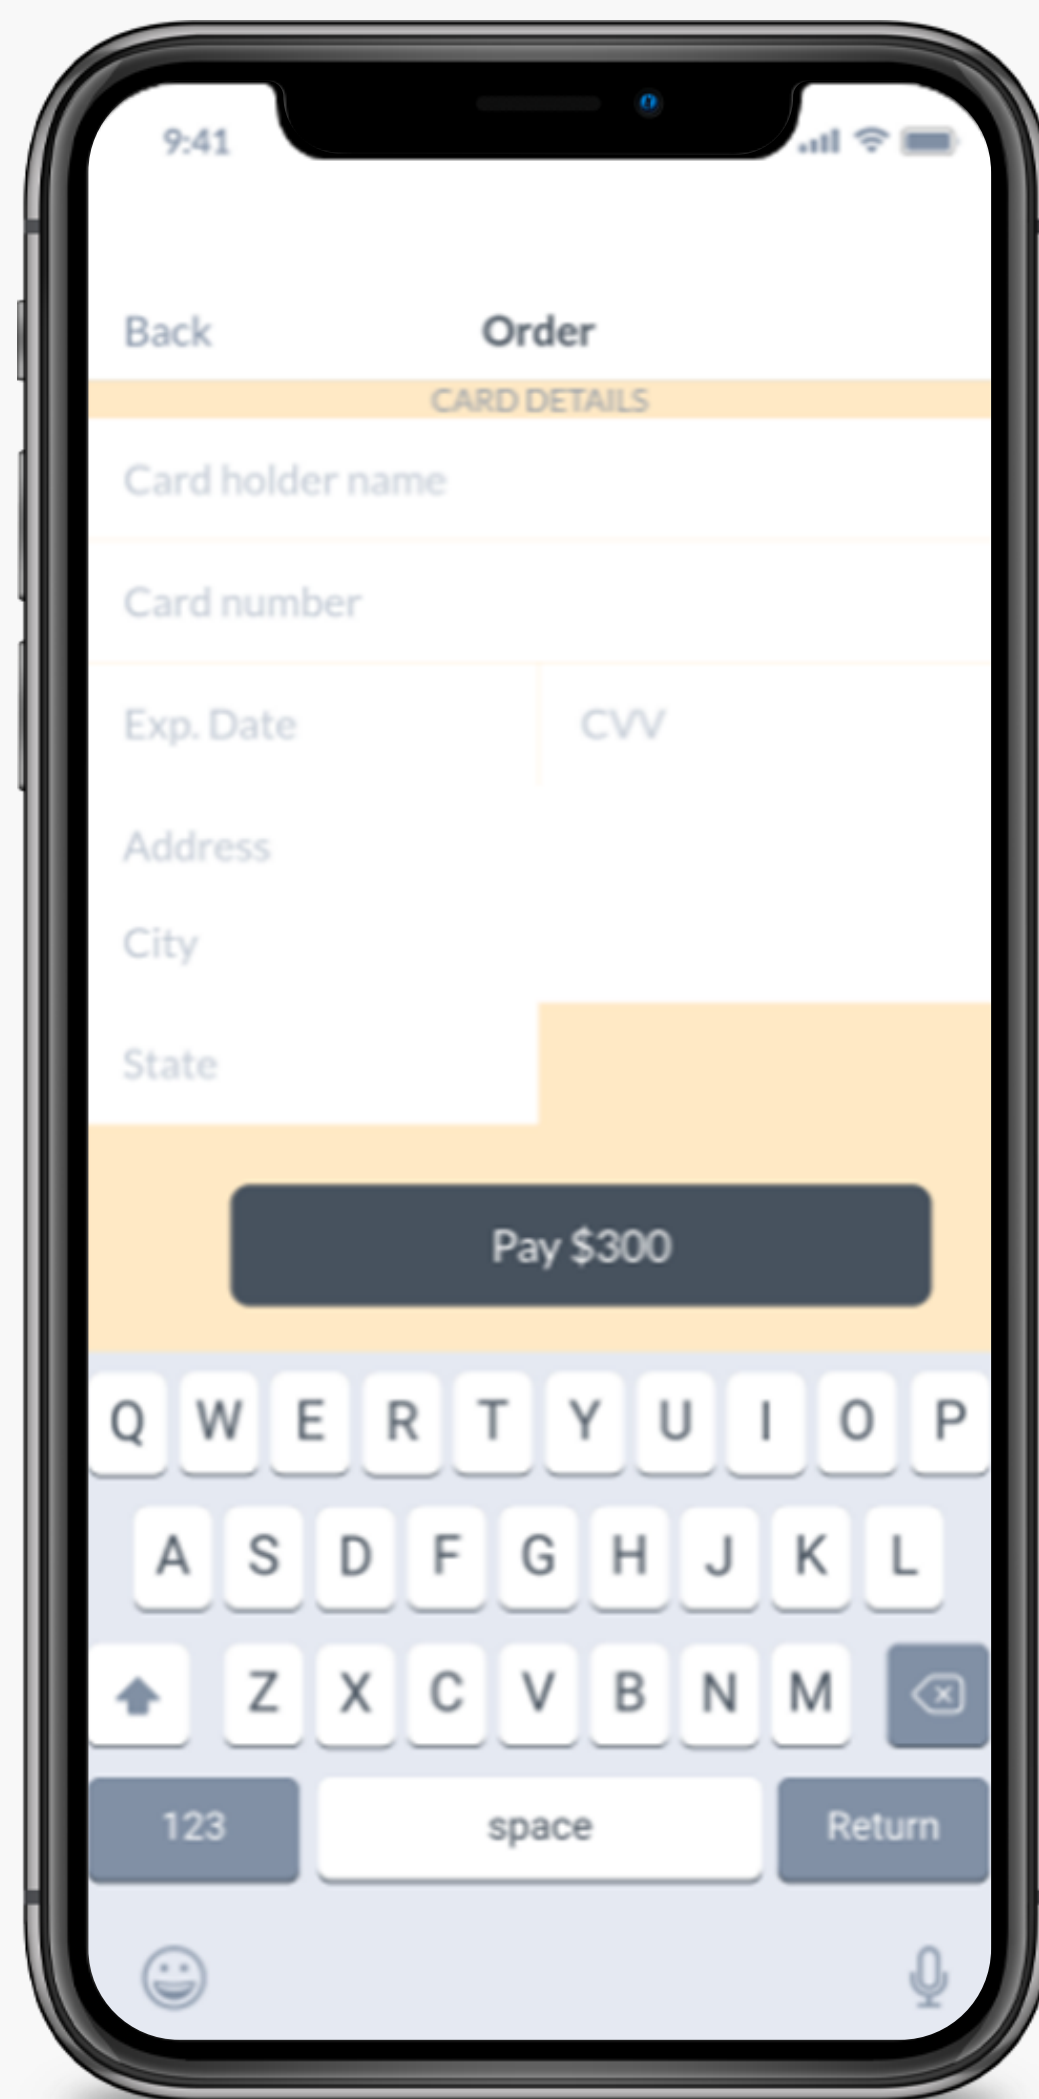 9:41
Back Order
CARD DETAILS
Card holder name
Card number
Exp. Date CVV
Address
City
State
Pay $300
Q W E R T Y U I O P
A S D F G H J K L
Z X C V B N M
123 space Return